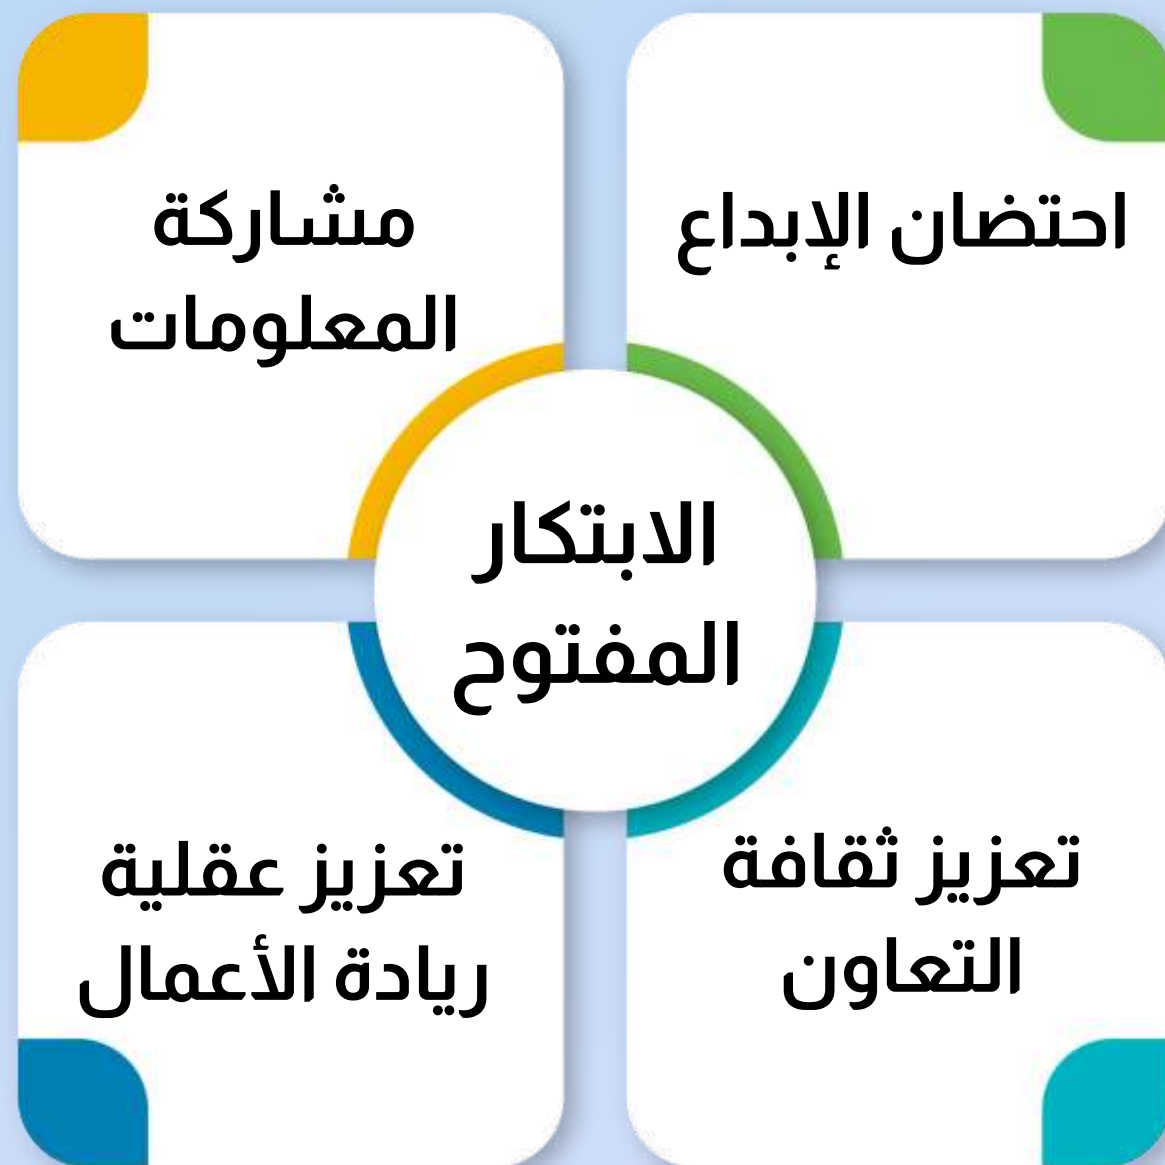 احتضان الإبداع
مشاركة
المعلومات
الابتكار
المفتوح
تعزيز ثقافة
التعاون
تعزيز عقلية
ريادة الأعمال